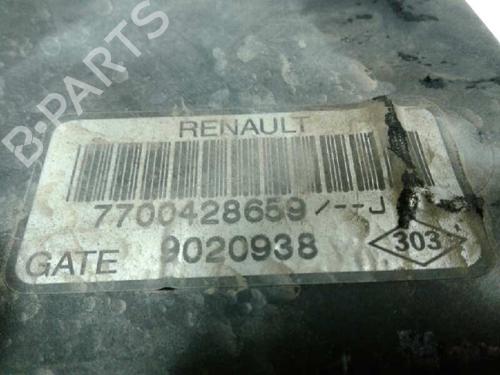 B-PARTS
RENAULT
7700428659/--J
GATE 9020938 303